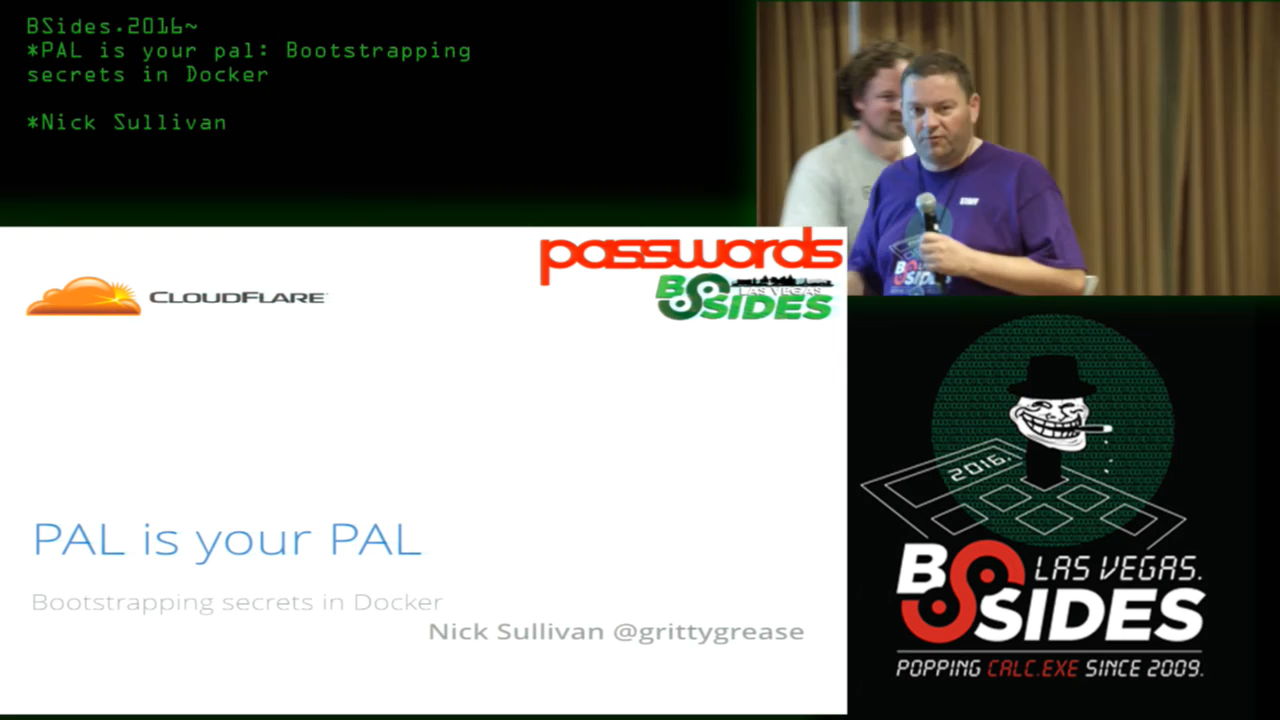 BSides.2016~
*PAL is your pal: Bootstrapping
secrets in Docker
*Nick Sullivan
STAFF
passwords
BSIDES
LAS VEGAS
CLOUDFLARE
PAL is your PAL
Bootstrapping secrets in Docker
Nick Sullivan @grittygrease
2016.
BSIDES
LAS VEGAS.
POPPING CALC.EXE SINCE 2009.